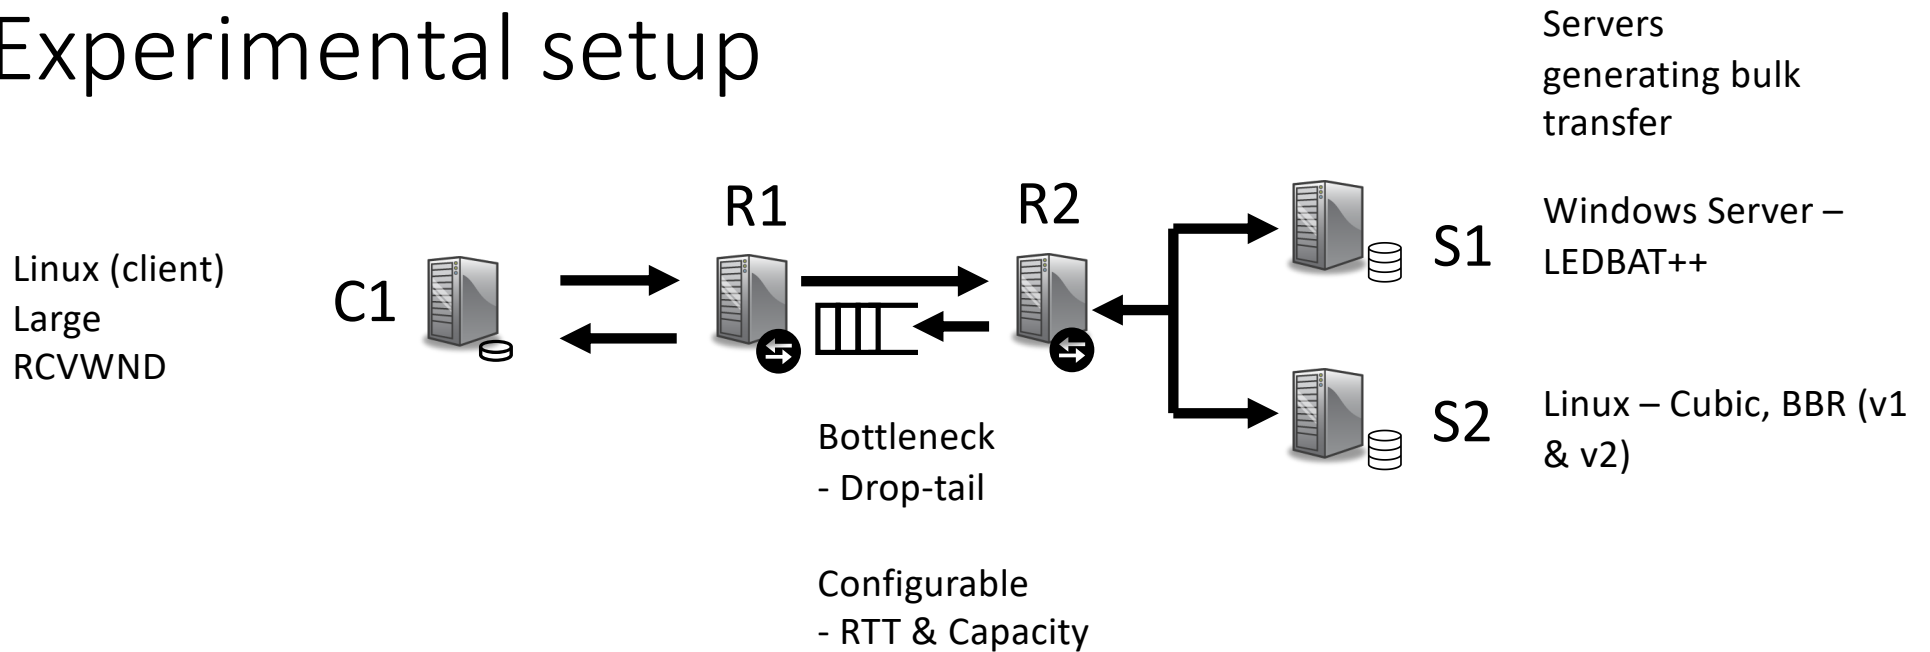 Experimental setup
Servers
generating bulk
transfer
R1
R2
Linux (client)
Large
RCVWND
C1
S1
Windows Server –
LEDBAT++
S2
Linux – Cubic, BBR (v1
& v2)
Bottleneck
- Drop-tail
Configurable
- RTT & Capacity